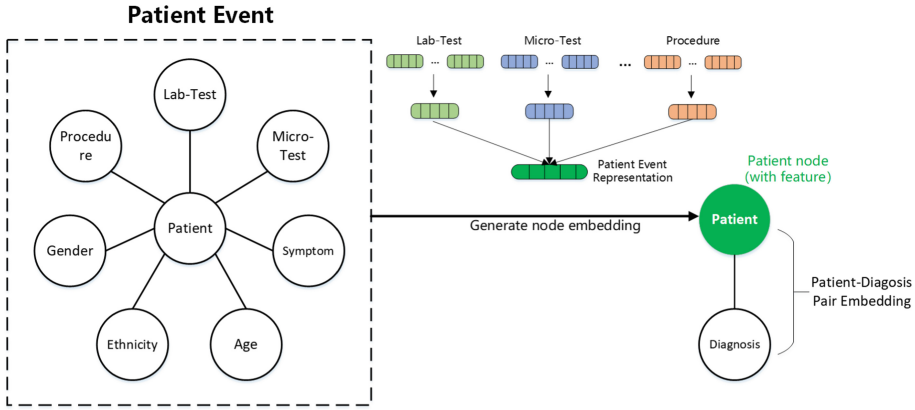 Patient Event
Lab-Test
Procedu
re
Micro-
Test
Patient
Gender
Symptom
Ethnicity
Age
Lab-Test
...
Micro-Test
...
...
Procedure
...
Patient Event
Representation
Generate node embedding
Patient node
(with feature)
Patient
Diagnosis
Patient-Diagosis
Pair Embedding